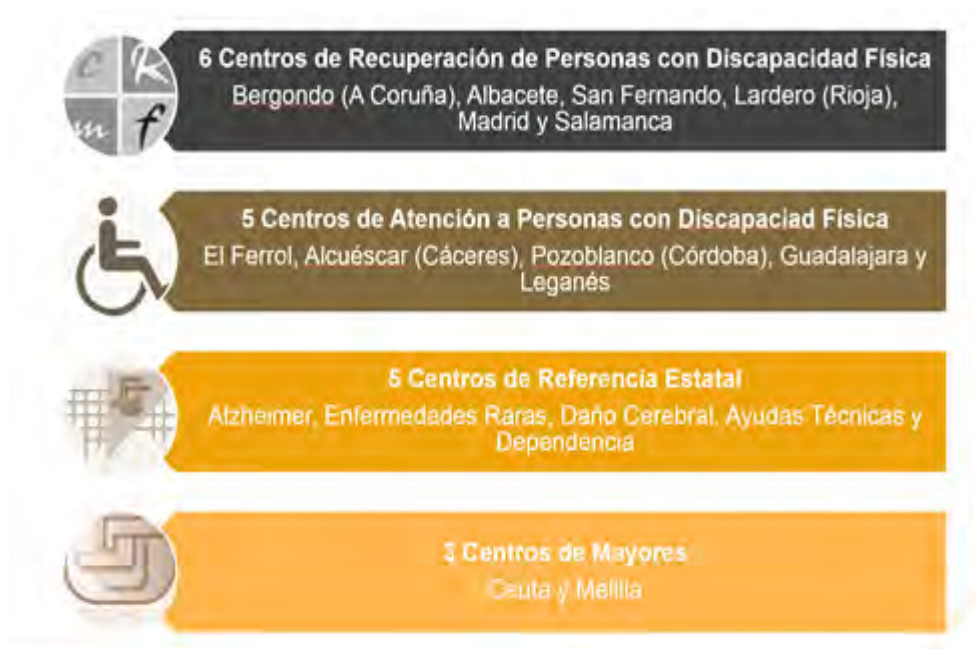 c R
m f
6 Centros de Recuperación de Personas con Discapacidad Física
Bergondo (A Coruña), Albacete, San Fernando, Lardero (Rioja),
Madrid y Salamanca
5 Centros de Atención a Personas con Discapaciad Física
El Ferrol, Alcuéscar (Cáceres), Pozoblanco (Córdoba), Guadalajara y
Leganés
5 Centros de Referencia Estatal
Alzheimer, Enfermedades Raras, Daño Cerebral, Ayudas Técnicas y
Dependencia
3 Centros de Mayores
Ceuta y Melilla